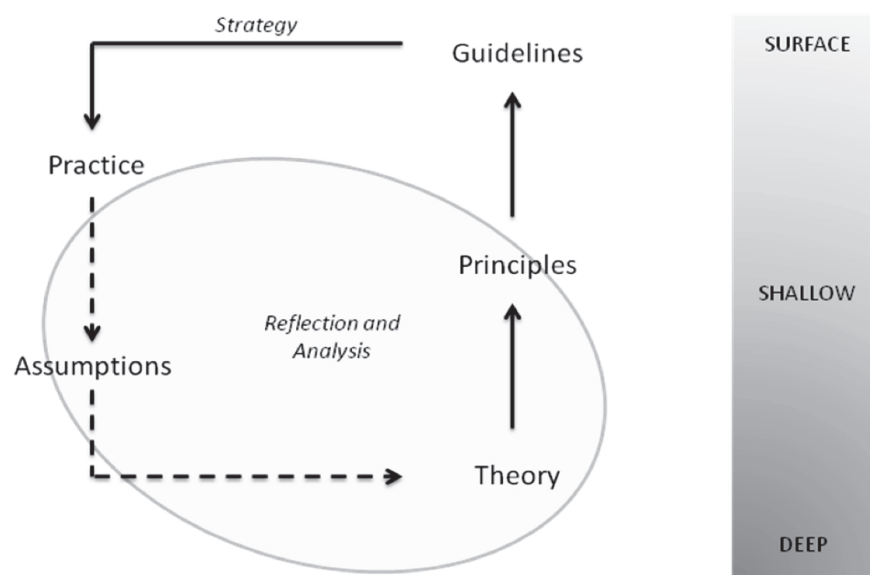 Strategy
Guidelines
SURFACE
Practice
Principles
SHALLOW
Reflection and
Analysis
Assumptions
Theory
DEEP